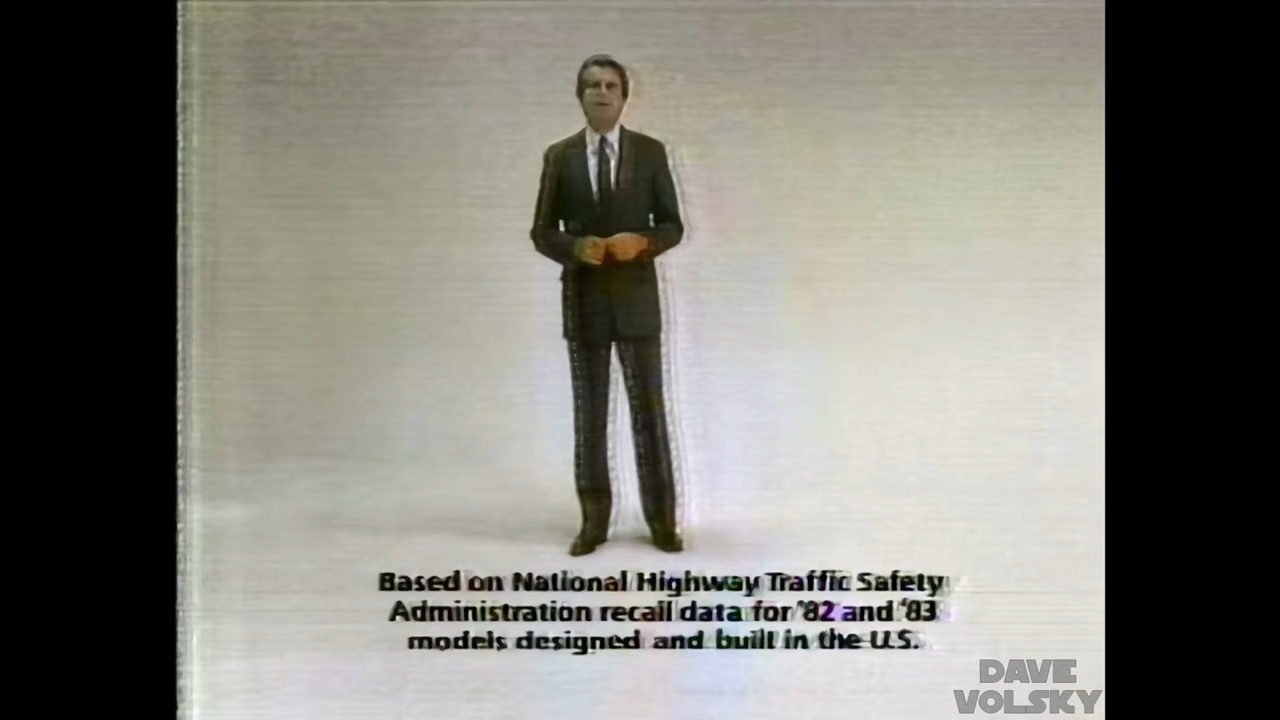 Based on National Highway Traffic Safety
Administration recall data for '82 and '83
models designed and built in the U.S.
DAVE
VOLSKY